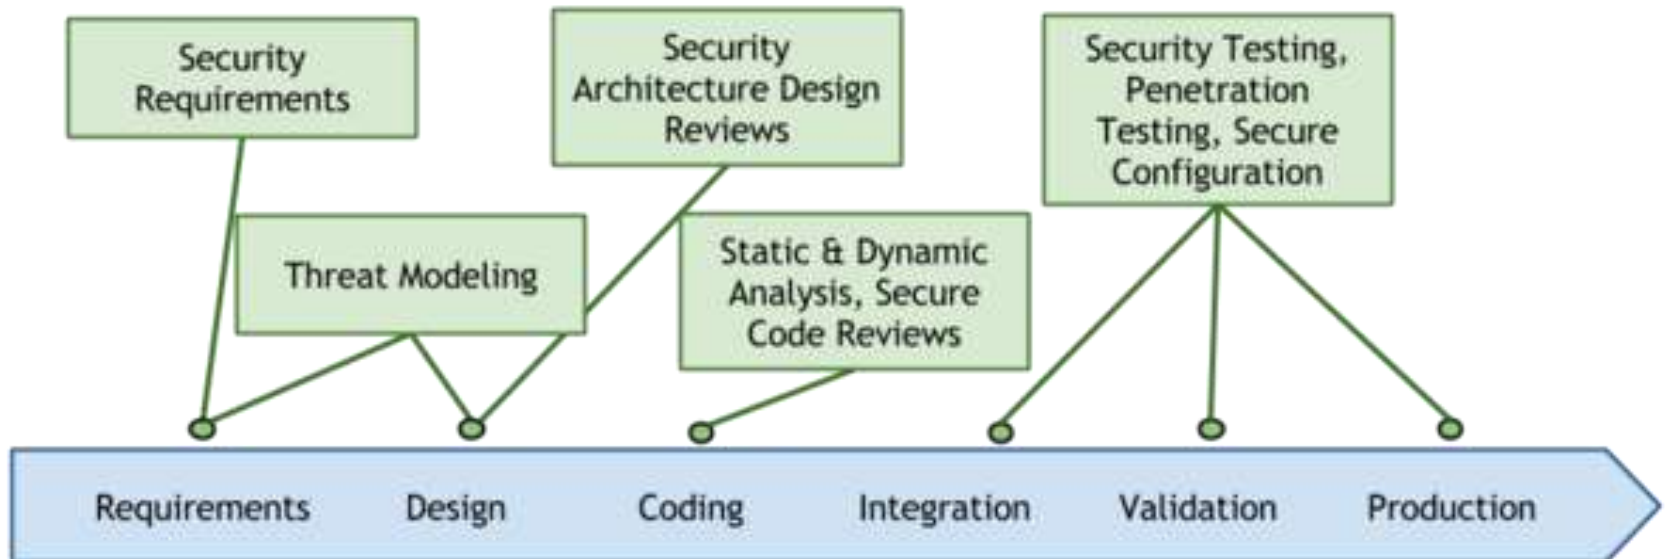 Security
Requirements
Security
Architecture Design
Reviews
Security Testing,
Penetration
Testing, Secure
Configuration
Threat Modeling
Static & Dynamic
Analysis, Secure
Code Reviews
Requirements Design Coding Integration Validation Production